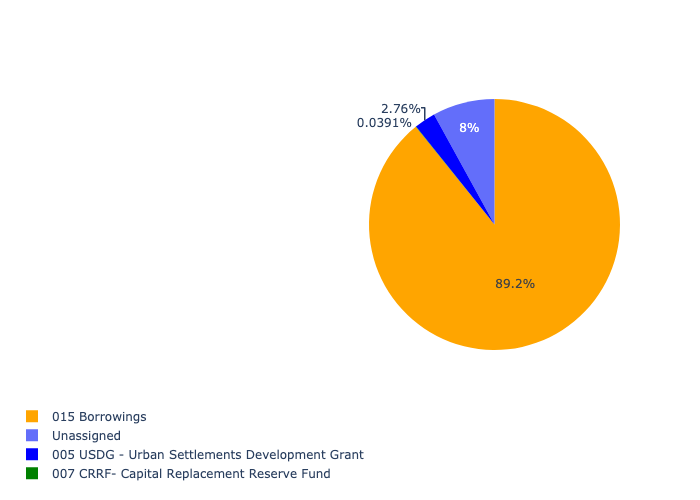 2.76%
0.0391%
8%
89.2%
015 Borrowings
Unassigned
005 USDG - Urban Settlements Development Grant
007 CRRF- Capital Replacement Reserve Fund